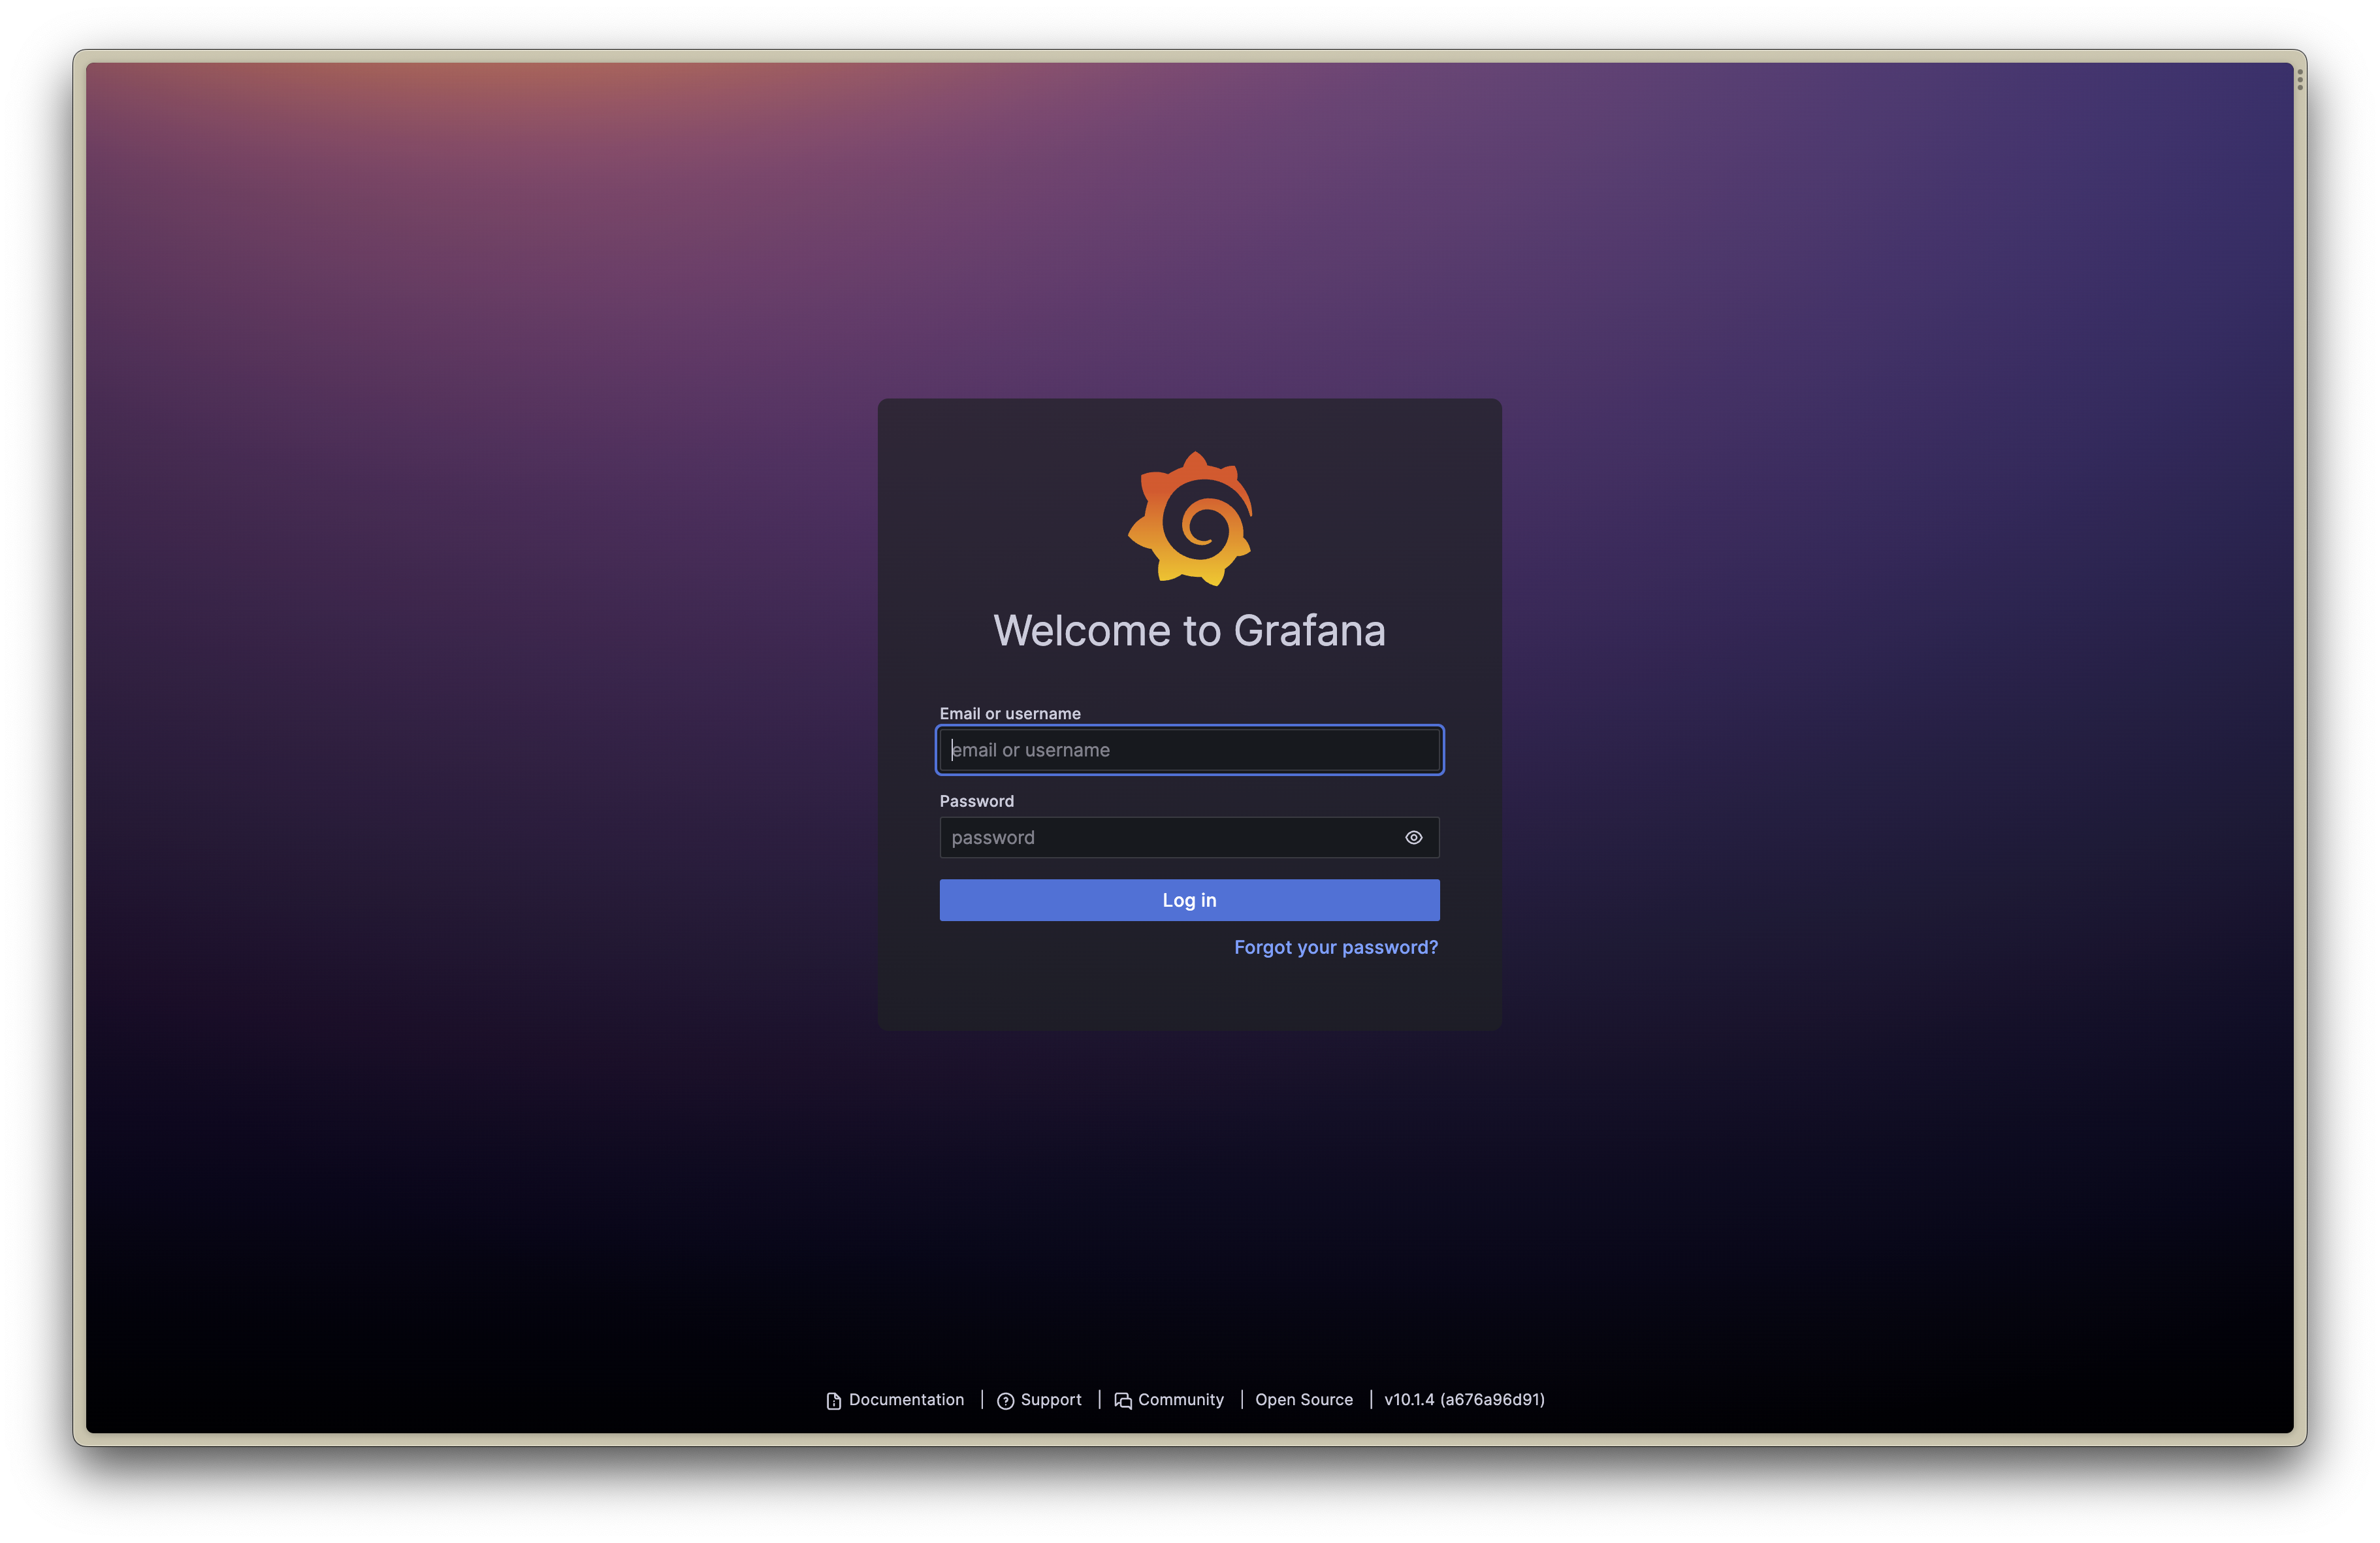 Welcome to Grafana
Email or username
email or username
Password
password
Log in
Forgot your password?
Documentation | Support | Community | Open Source | v10.1.4 (a676a96d91)